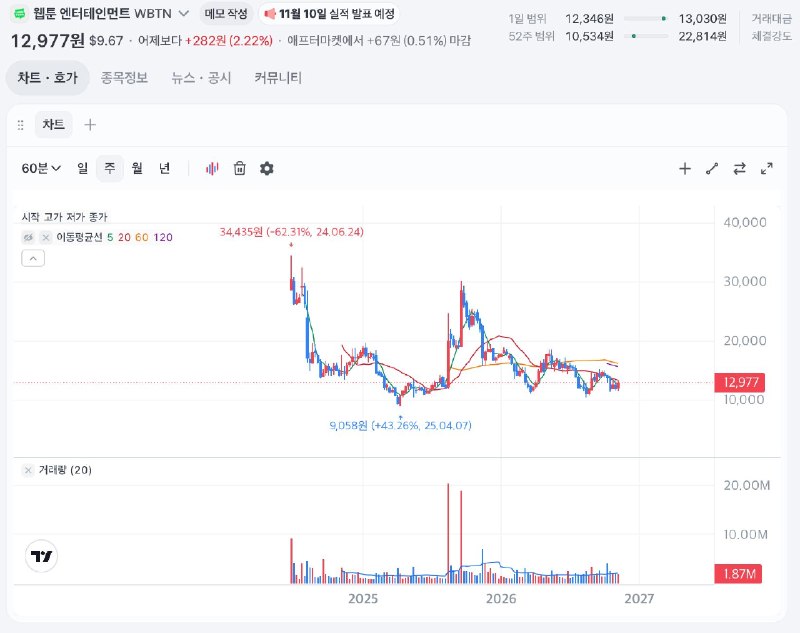 웹툰 엔터테인먼트 WBTN 메모 작성 11월 10일 실적 발표 예정
12,977원 $9.67 · 어제보다 +282원 (2.22%) · 애프터마켓에서 +67원 (0.51%) 마감
1일 범위 12,346원 13,030원 거래대금
52주 범위 10,534원 22,814원 체결강도
차트 · 호가 종목정보 뉴스 · 공시 커뮤니티
차트
60분 일 주 월 년
시작 고가 저가 종가
이동평균선 5 20 60 120
34,435원 (-62.31%, 24.06.24)
9,058원 (+43.26%, 25.04.07)
40,000
30,000
20,000
12,977
10,000
거래량 (20)
20.00M
10.00M
1.87M
2025 2026 2027